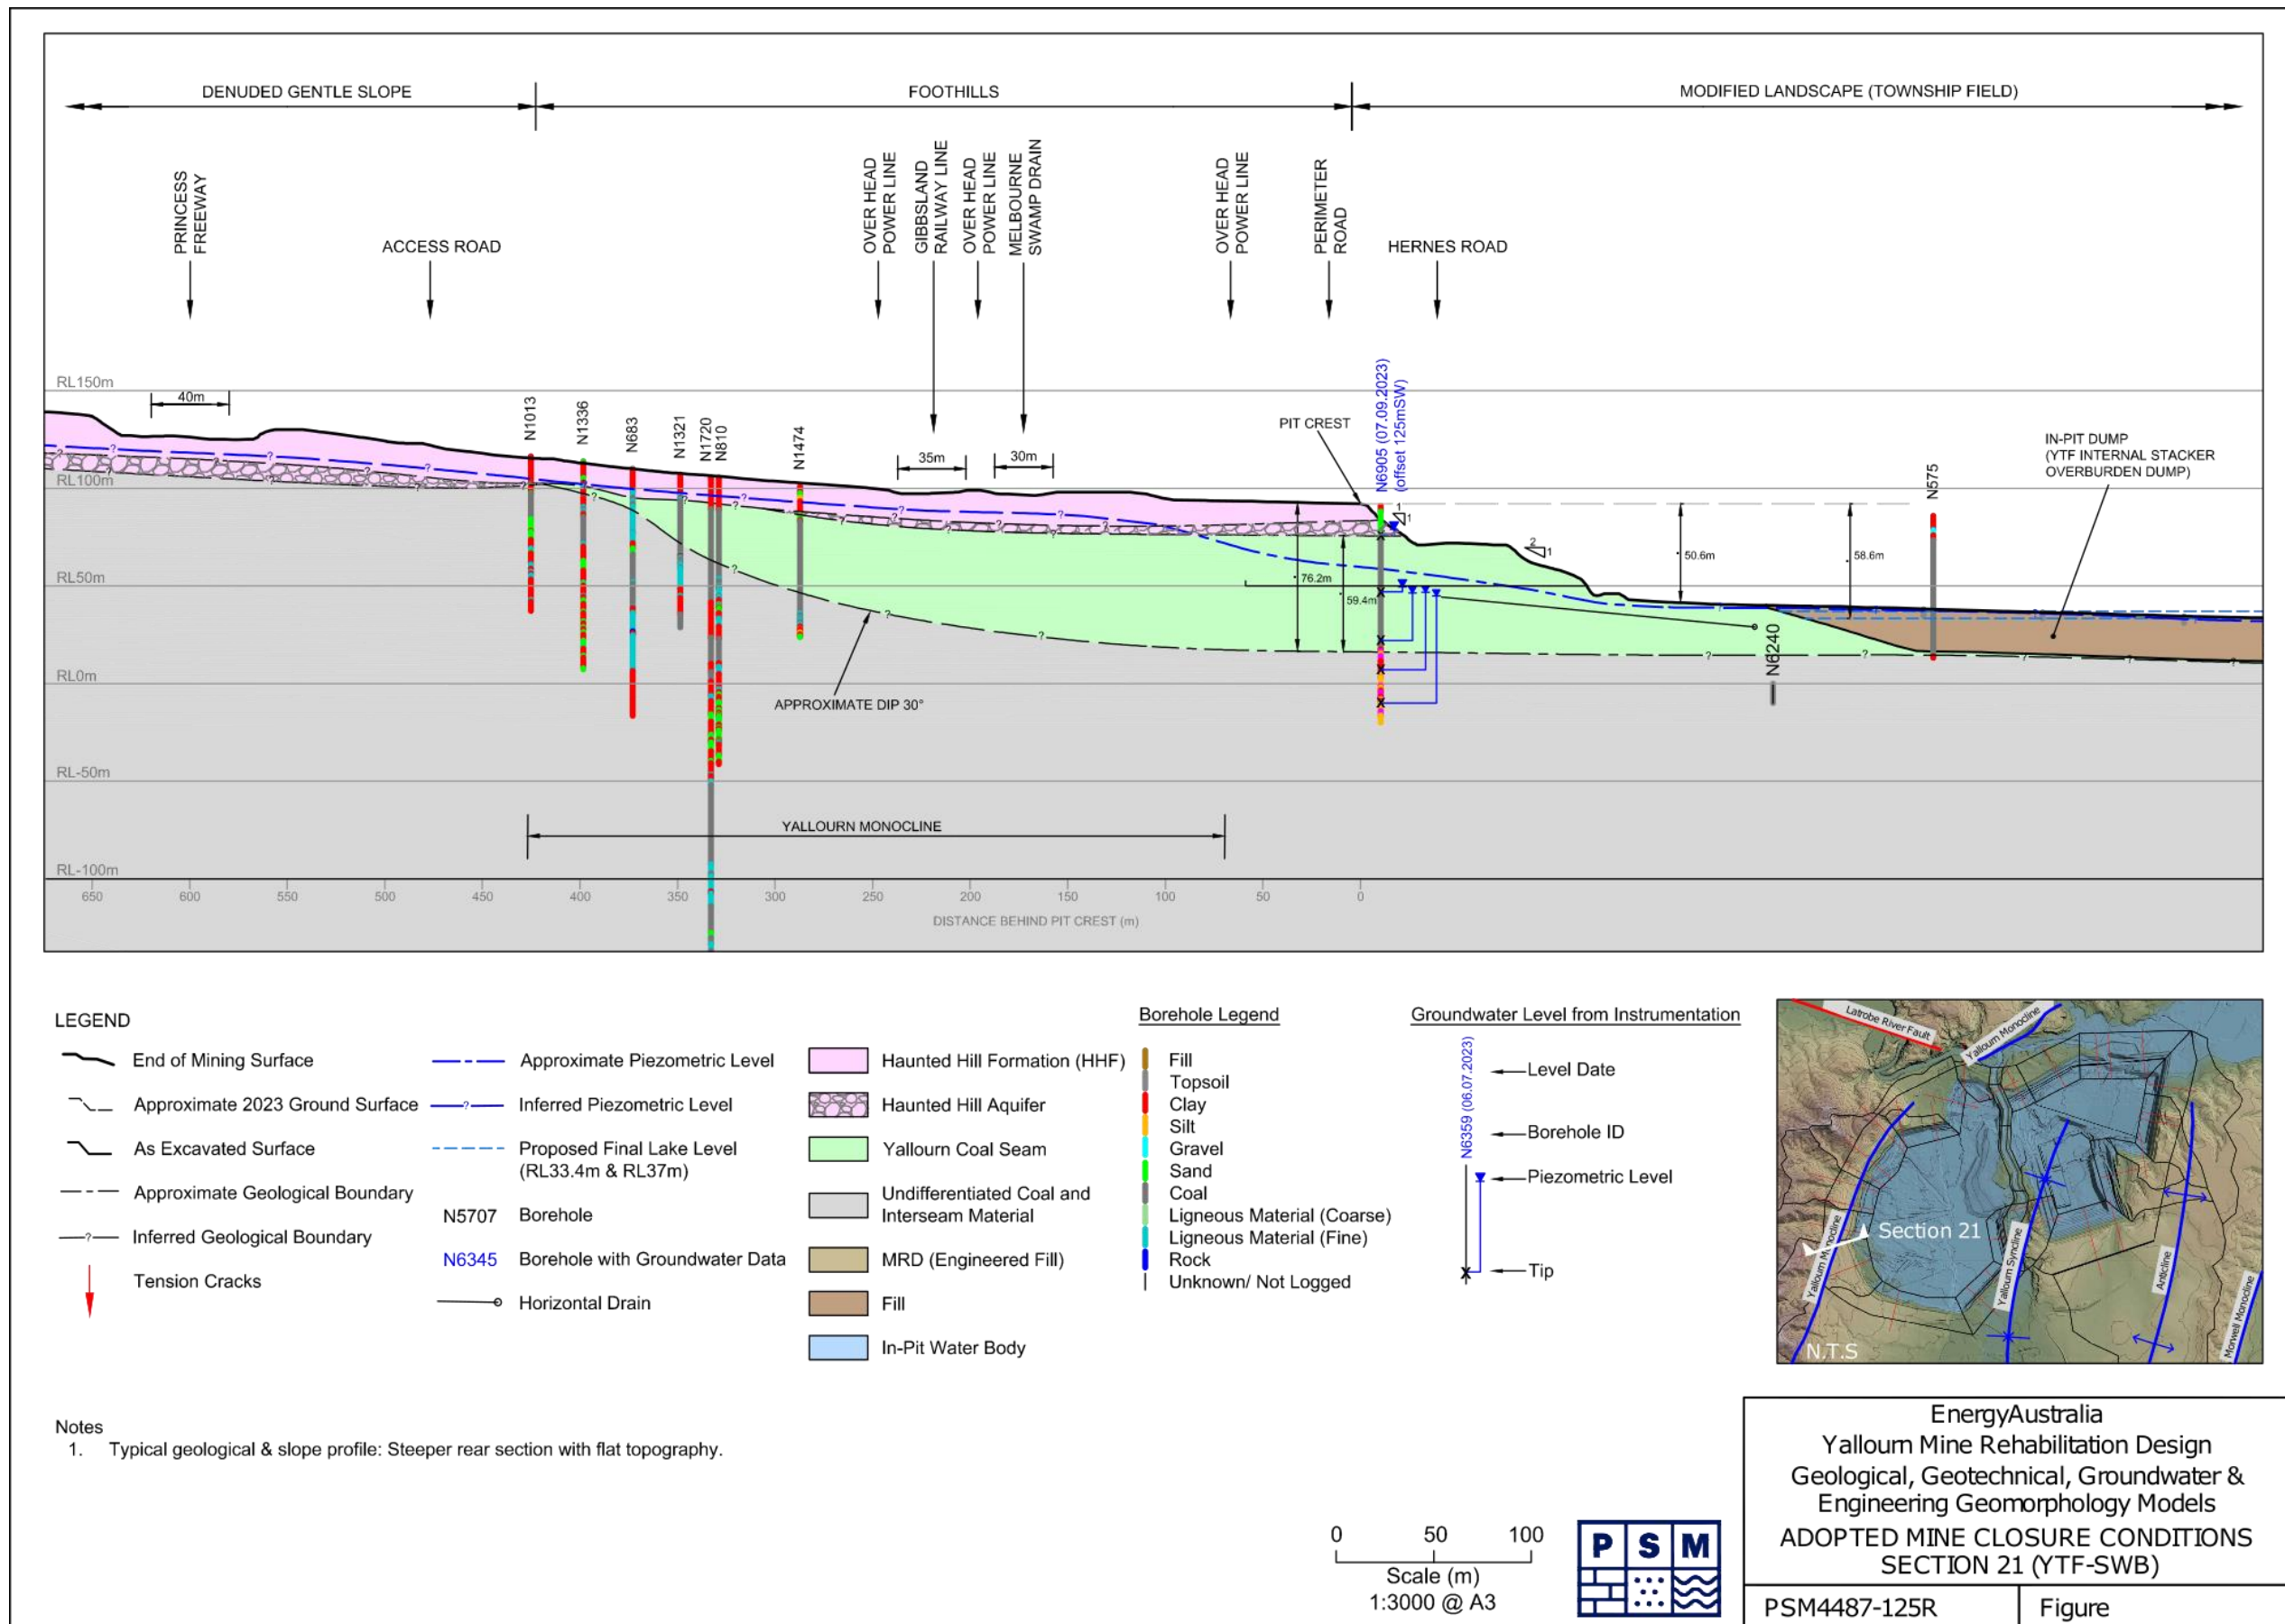 DENUDED GENTLE SLOPE
FOOTHILLS
MODIFIED LANDSCAPE (TOWNSHIP FIELD)
PRINCESS
FREEWAY
ACCESS ROAD
OVER HEAD
POWER LINE
GIBBSLAND
RAILWAY LINE
OVER HEAD
POWER LINE
MELBOURNE
SWAMP DRAIN
OVER HEAD
POWER LINE
PERIMETER
ROAD
HERNES ROAD
RL150m
40m
N1013
N1336
N683
N1321
N1720
N810
N1474
35m
30m
PIT CREST
N6905 (07.09.2023)
(offset 125mSW)
1
1
2
1
IN-PIT DUMP
(YTF INTERNAL STACKER
OVERBURDEN DUMP)
N575
RL100m
50.6m
58.6m
RL50m
76.2m
59.4m
N6240
RL0m
APPROXIMATE DIP 30°
RL-50m
YALLOURN MONOCLINE
RL-100m
650 600 550 500 450 400 350 300 250 200 150 100 50 0
DISTANCE BEHIND PIT CREST (m)
LEGEND
End of Mining Surface
Approximate 2023 Ground Surface
As Excavated Surface
Approximate Geological Boundary
Inferred Geological Boundary
Tension Cracks
Approximate Piezometric Level
Inferred Piezometric Level
Proposed Final Lake Level
(RL33.4m & RL37m)
N5707 Borehole
N6345 Borehole with Groundwater Data
Horizontal Drain
Haunted Hill Formation (HHF)
Haunted Hill Aquifer
Yallourn Coal Seam
Undifferentiated Coal and
Interseam Material
MRD (Engineered Fill)
Fill
In-Pit Water Body
Borehole Legend
Fill
Topsoil
Clay
Silt
Gravel
Sand
Coal
Ligneous Material (Coarse)
Ligneous Material (Fine)
Rock
Unknown/ Not Logged
Groundwater Level from Instrumentation
N6359 (06.07.2023)
Level Date
Borehole ID
Piezometric Level
Tip
Latrobe River Fault
Yallourn Monocline
Section 21
Yallourn Monocline
Yallourn Syncline
Anticline
Morwell Monocline
N.T.S
Notes
1. Typical geological & slope profile: Steeper rear section with flat topography.
0 50 100
Scale (m)
1:3000 @ A3
P S M
EnergyAustralia
Yallourn Mine Rehabilitation Design
Geological, Geotechnical, Groundwater &
Engineering Geomorphology Models
ADOPTED MINE CLOSURE CONDITIONS
SECTION 21 (YTF-SWB)
PSM4487-125R
Figure